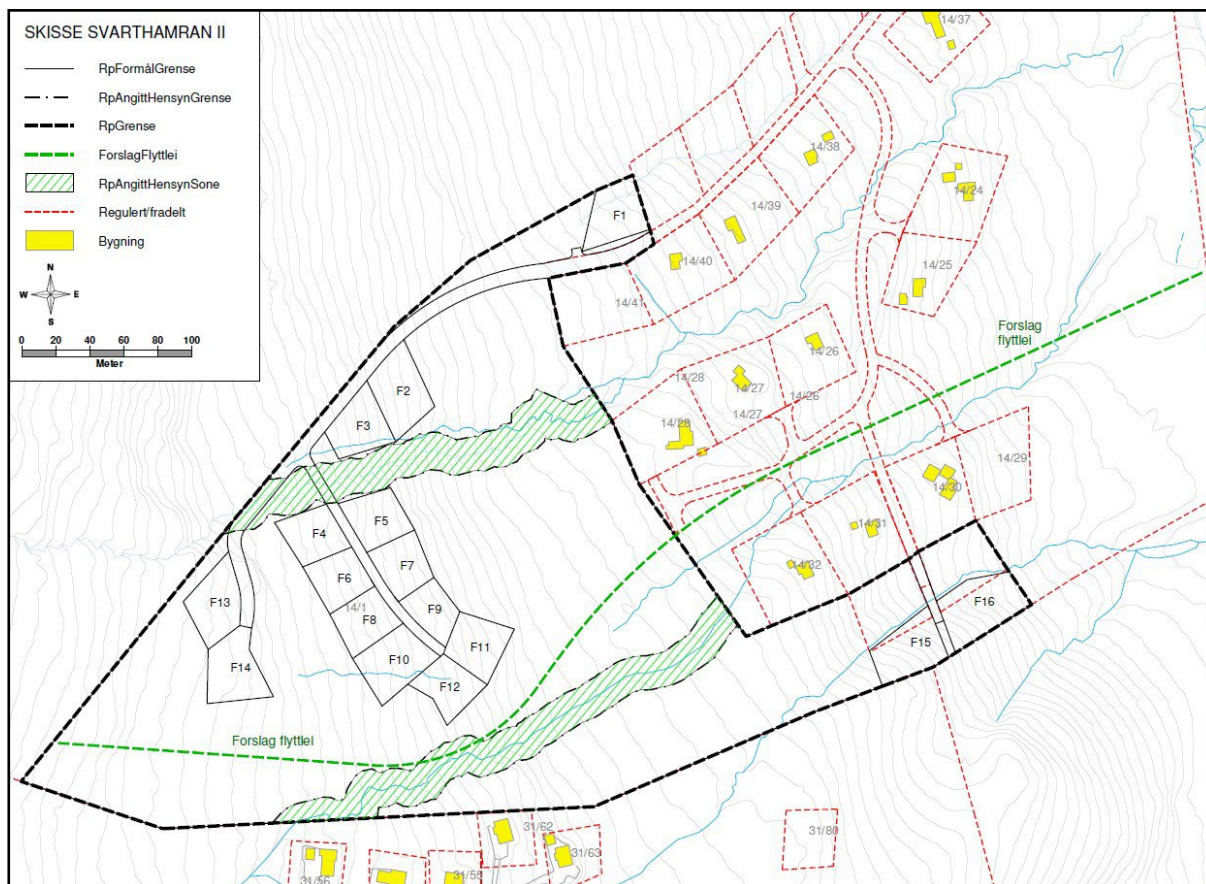 SKISSE SVARTHAMRAN II
RpFormålGrense
RpAngittHensynGrense
RpGrense
ForslagFlyttlei
RpAngittHensynSone
Regulert/fradelt
Bygning
N
W E
S
0 20 40 60 80 100
Meter
14/37
14/38
14/24
14/39
F1
14/40
14/25
14/41
Forslag
flyttlei
14/26
14/28
14/27
F2
14/26
14/27
F3
14/28
14/29
14/30
F5
F4
14/31
F7
14/32
F6
F13
14/1
F9
F16
F8
F11
F15
F10
F14
F12
Forslag flyttlei
31/62
31/80
31/63
31/56
31/55